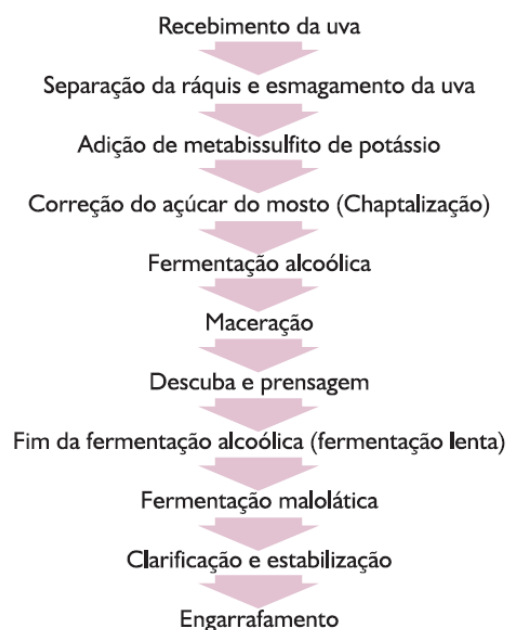 Recebimento da uva
Separação da ráquis e esmagamento da uva
Adição de metabissulfito de potássio
Correção do açúcar do mosto (Chaptalização)
Fermentação alcoólica
Maceração
Descuba e prensagem
Fim da fermentação alcoólica (fermentação lenta)
Fermentação malolática
Clarificação e estabilização
Engarrafamento